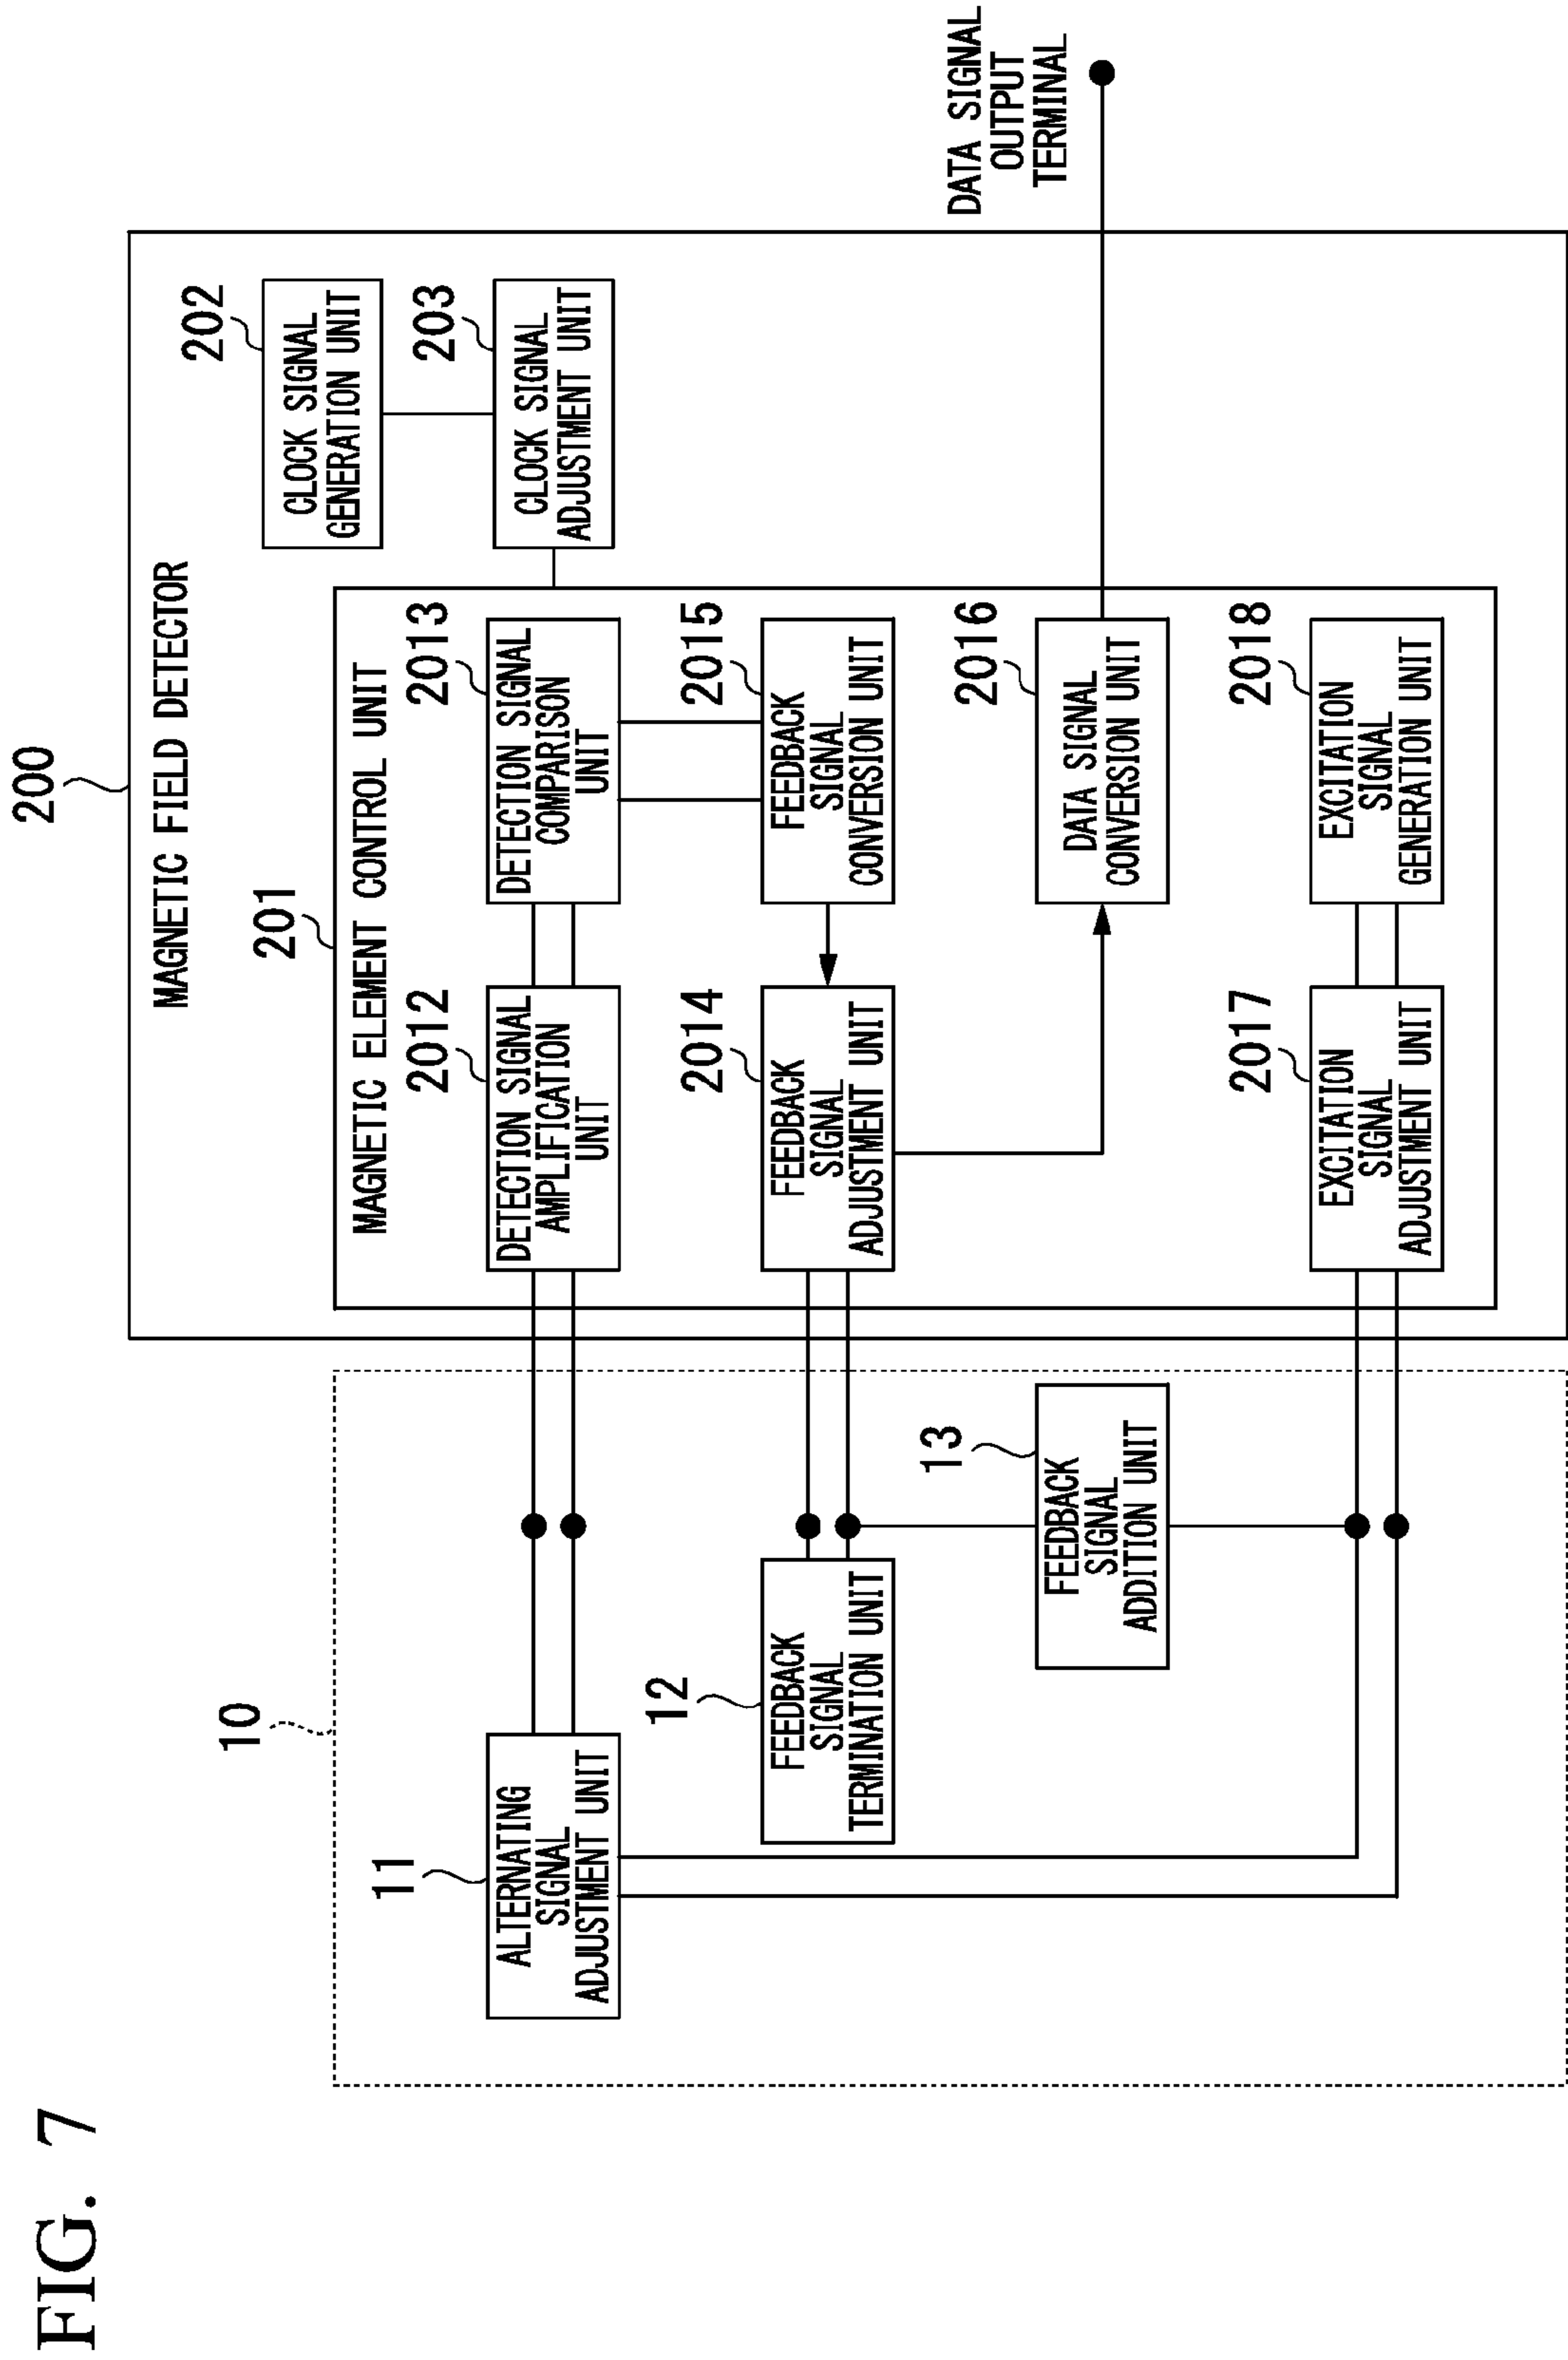 FIG. 7
200
MAGNETIC FIELD DETECTOR
202
CLOCK SIGNAL
GENERATION UNIT
203
CLOCK SIGNAL
ADJUSTMENT UNIT
201
MAGNETIC ELEMENT CONTROL UNIT
10
11
ALTERNATING
SIGNAL
ADJUSTMENT UNIT
2012
DETECTION SIGNAL
AMPLIFICATION
UNIT
2013
DETECTION SIGNAL
COMPARISON
UNIT
12
FEEDBACK
SIGNAL
TERMINATION UNIT
2014
FEEDBACK
SIGNAL
ADJUSTMENT UNIT
2015
FEEDBACK
SIGNAL
CONVERSION UNIT
13
FEEDBACK
SIGNAL
ADDITION UNIT
2016
DATA SIGNAL
CONVERSION UNIT
DATA SIGNAL
OUTPUT
TERMINAL
2017
EXCITATION
SIGNAL
ADJUSTMENT UNIT
2018
EXCITATION
SIGNAL
GENERATION UNIT